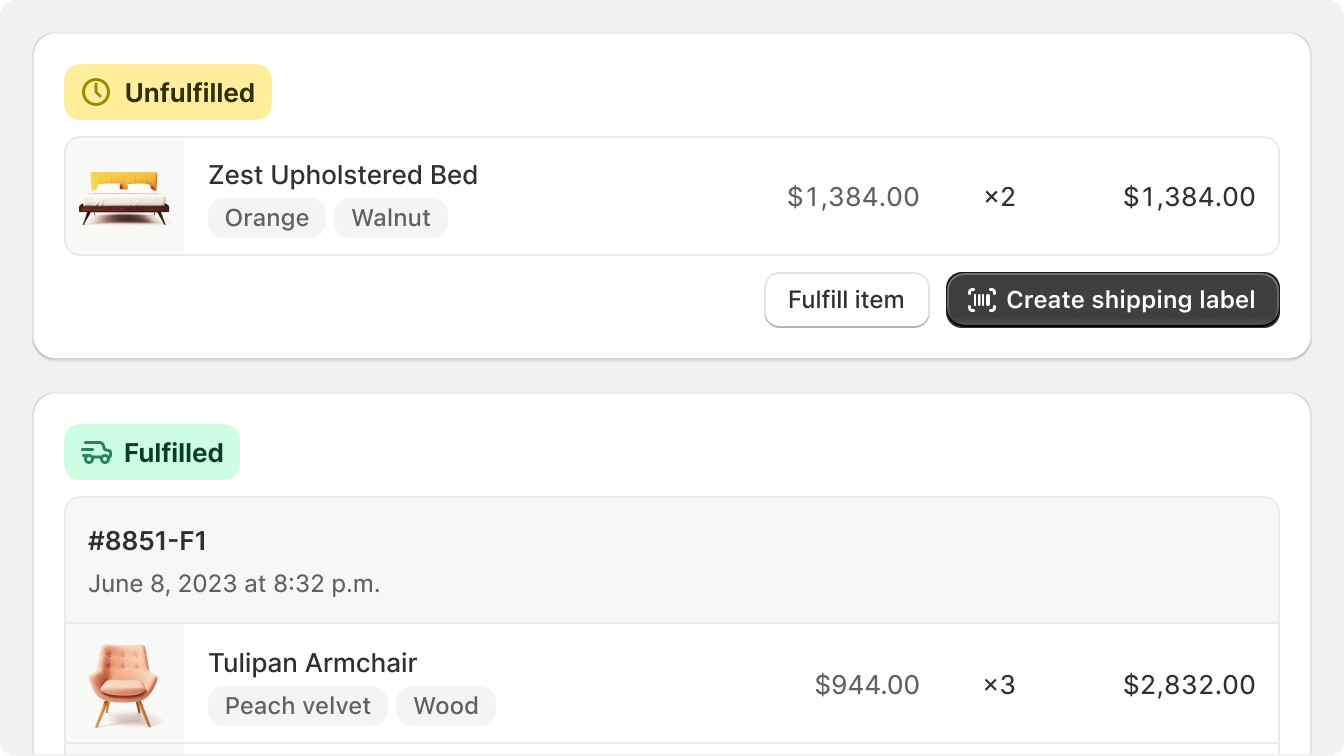 Unfulfilled
Zest Upholstered Bed
Orange Walnut
$1,384.00 ×2 $1,384.00
Fulfill item Create shipping label
Fulfilled
#8851-F1
June 8, 2023 at 8:32 p.m.
Tulipan Armchair
Peach velvet Wood
$944.00 ×3 $2,832.00